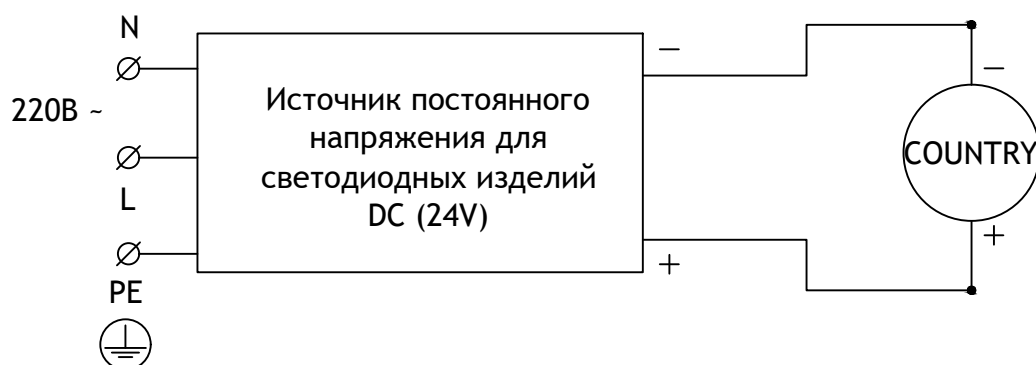 N
220В ~
L
PE
Источник постоянного
напряжения для
светодиодных изделий
DC (24V)
−
+
−
COUNTRY
+